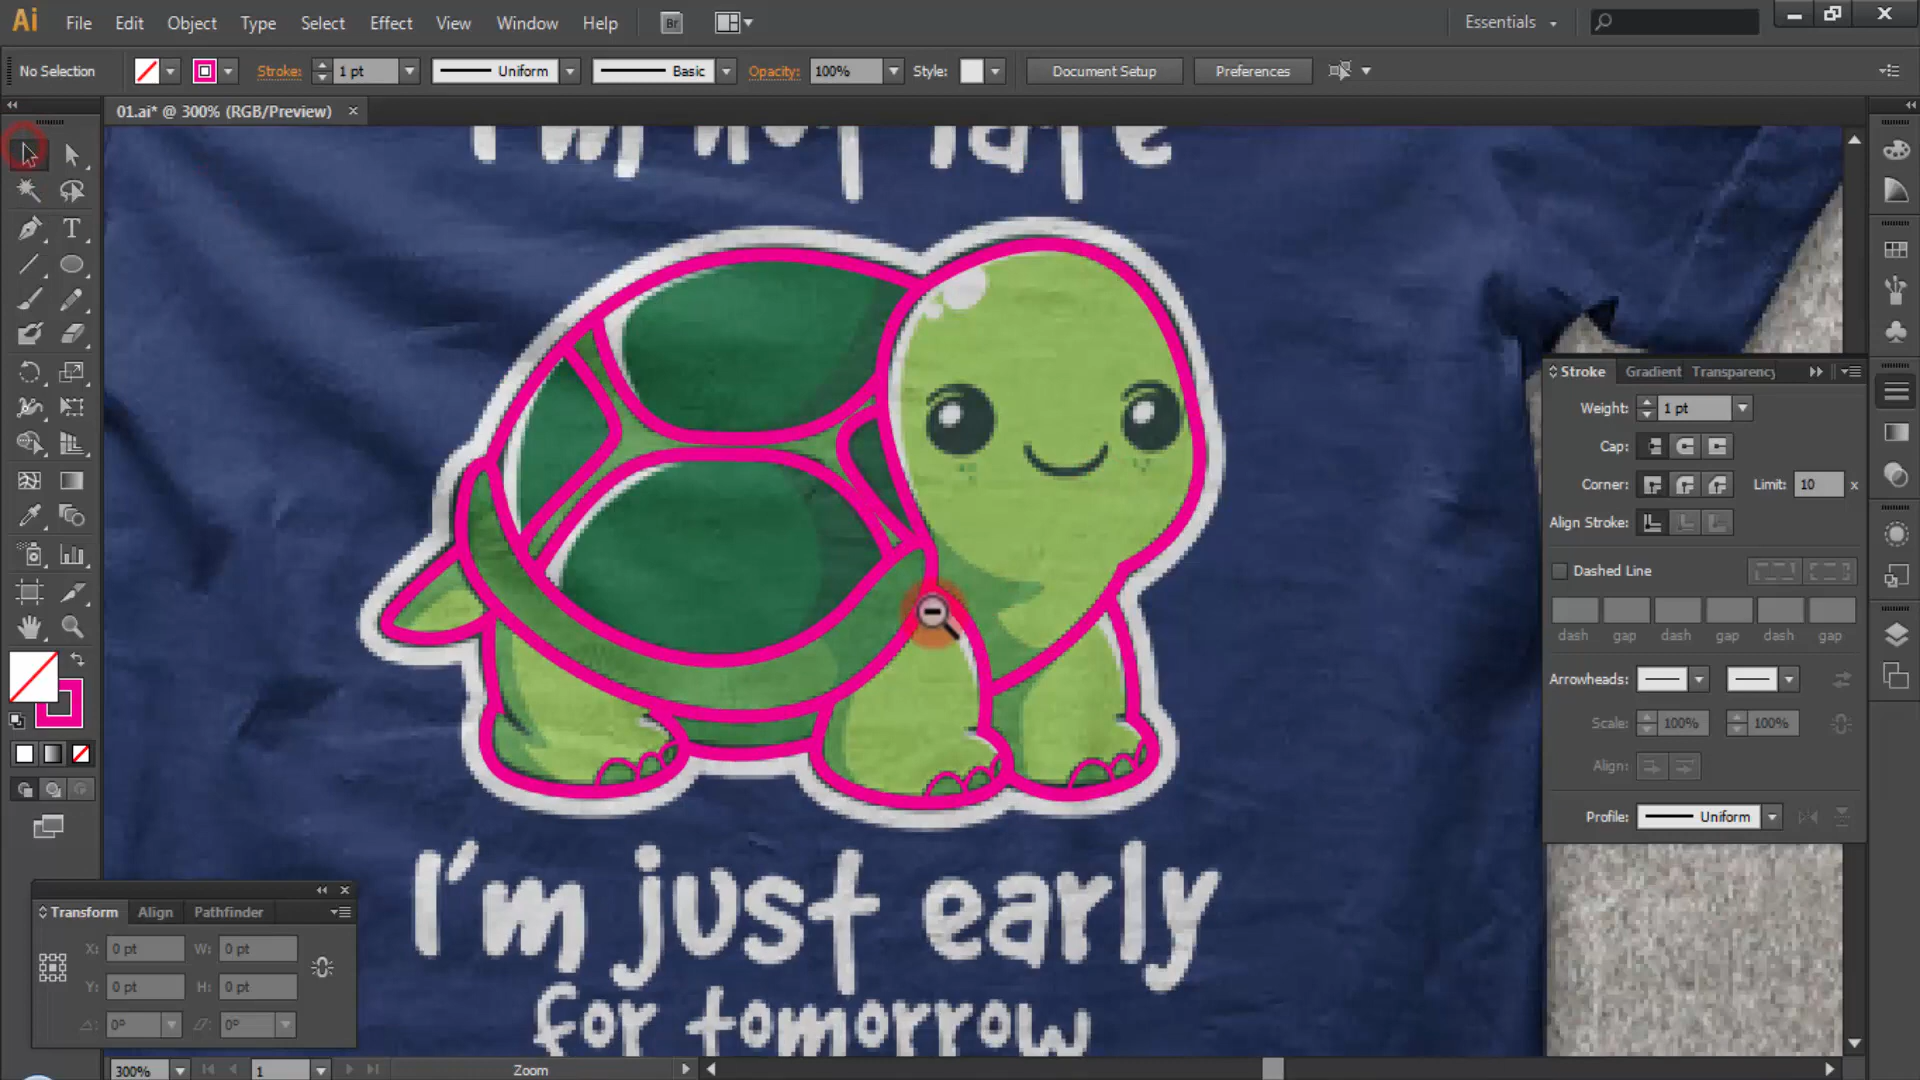 Ai File Edit Object Type Select Effect View Window Help Br Essentials
No Selection Stroke: 1 pt Uniform Basic Opacity: 100% Style: Document Setup Preferences
01.ai* @ 300% (RGB/Preview)
I'm not late
Stroke Gradient Transparency
Weight: 1 pt
Cap:
Corner: Limit: 10 x
Align Stroke:
Dashed Line
dash gap dash gap dash gap
Arrowheads:
Scale: 100% 100%
Align:
Profile: Uniform
I'm just early
for tomorrow
Transform Align Pathfinder
X: 0 pt W: 0 pt
Y: 0 pt H: 0 pt
0° 0°
300% 1 Zoom